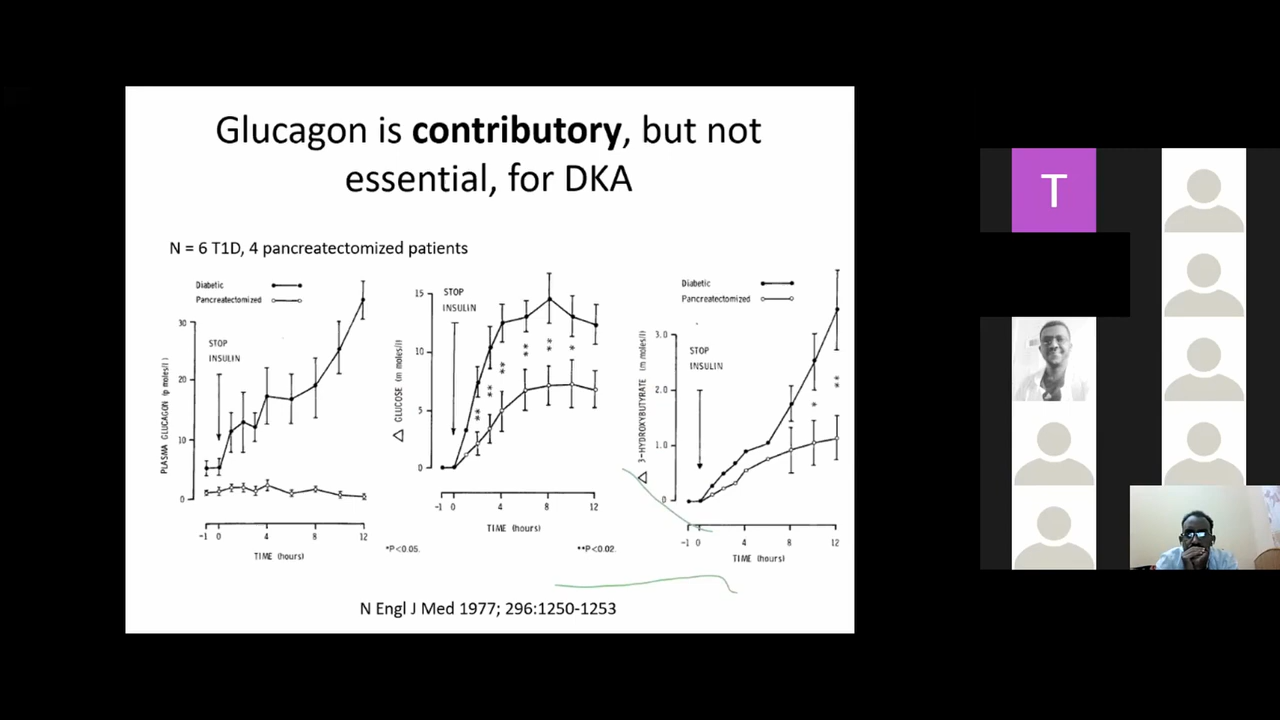 Glucagon is contributory, but not
essential, for DKA
N = 6 T1D, 4 pancreatectomized patients
Diabetic
Pancreatectomized
STOP
INSULIN
PLASMA GLUCAGON (p moles/l)
30
20
10
0
-1 0 4 8 12
TIME (hours)
STOP
INSULIN
△ GLUCOSE (m moles/l)
15
10
5
0
** ** ** ** ** *
-1 0 4 8 12
TIME (hours)
*P<0.05.
**P<0.02.
Diabetic
Pancreatectomized
STOP
INSULIN
△ 3-HYDROXYBUTYRATE (m moles/l)
3.0
2.0
1.0
0
* **
-1 0 4 8 12
TIME (hours)
N Engl J Med 1977; 296:1250-1253
T